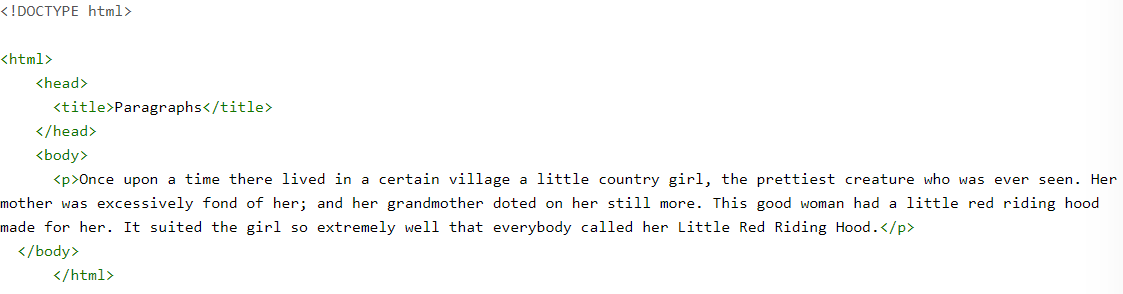 <!DOCTYPE html>
<html>
<head>
<title>Paragraphs</title>
</head>
<body>
<p>Once upon a time there lived in a certain village a little country girl, the prettiest creature who was ever seen. Her
mother was excessively fond of her; and her grandmother doted on her still more. This good woman had a little red riding hood
made for her. It suited the girl so extremely well that everybody called her Little Red Riding Hood.</p>
</body>
</html>